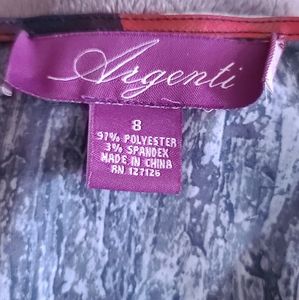 Argenti
8
97% POLYESTER
3% SPANDEX
MADE IN CHINA
RN 127126